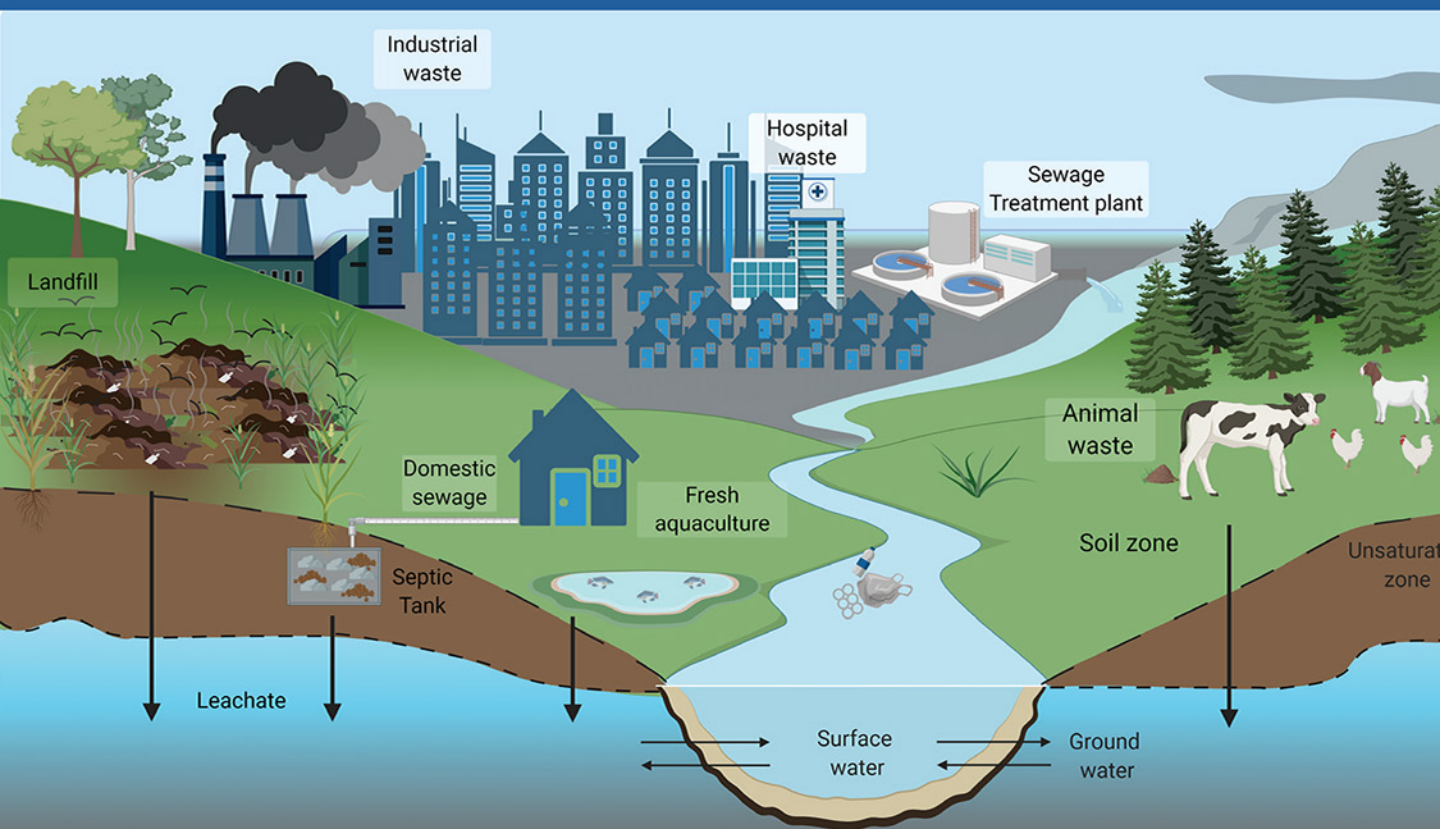 Industrial
waste
Hospital
waste
Sewage
Treatment plant
Landfill
Animal
waste
Domestic
sewage
Fresh
aquaculture
Soil zone
zone
Septic
Tank
Leachate
Surface
water
Ground
water